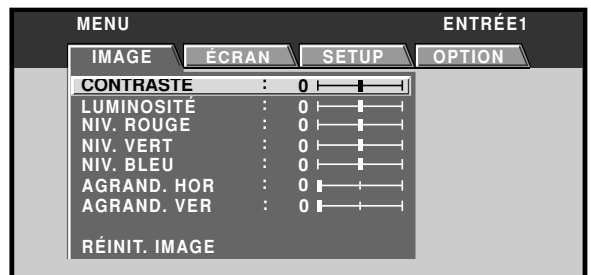 MENU ENTRÉE1
IMAGE ÉCRAN SETUP OPTION
CONTRASTE : 0
LUMINOSITÉ : 0
NIV. ROUGE : 0
NIV. VERT : 0
NIV. BLEU : 0
AGRAND. HOR : 0
AGRAND. VER : 0
RÉINIT. IMAGE